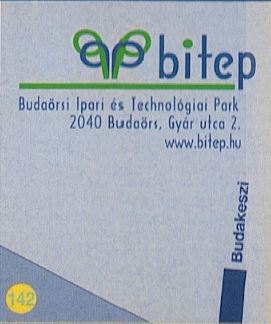 bitep
Budaörsi Ipari és Technológiai Park
2040 Budaörs, Gyár utca 2.
www.bitep.hu
Budakeszi
142